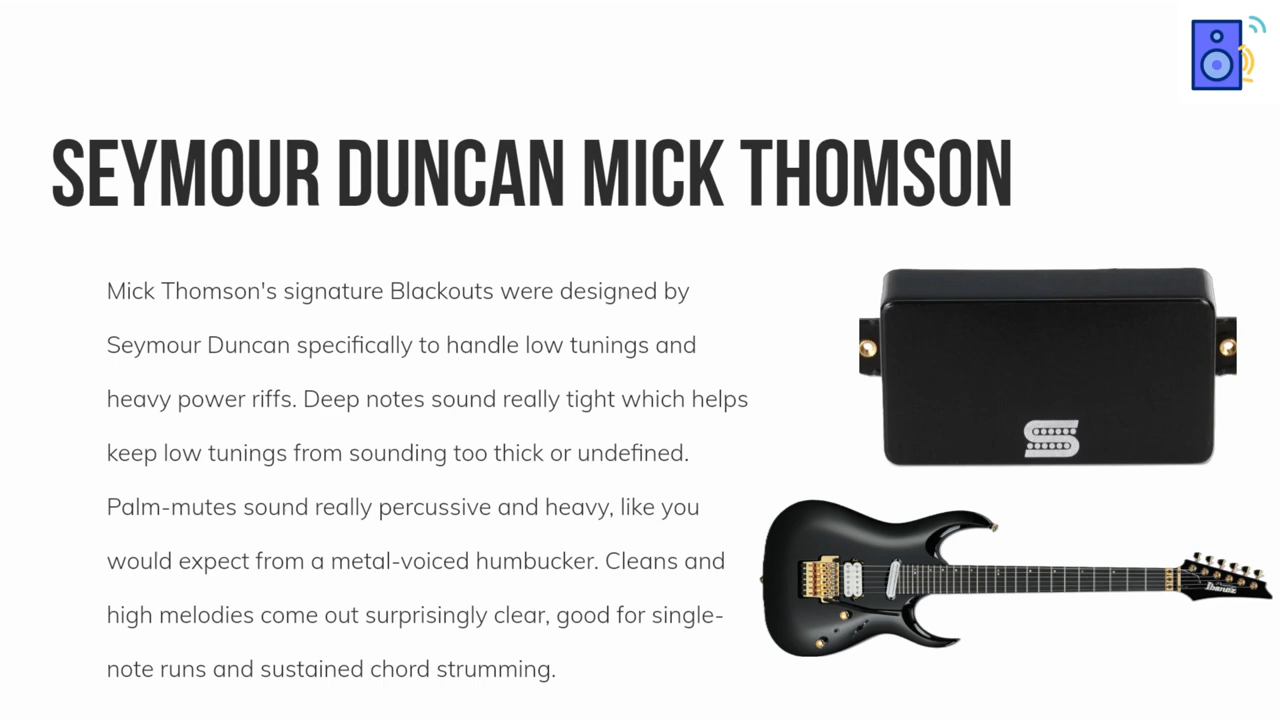 SEYMOUR DUNCAN MICK THOMSON
Mick Thomson's signature Blackouts were designed by
Seymour Duncan specifically to handle low tunings and
heavy power riffs. Deep notes sound really tight which helps
keep low tunings from sounding too thick or undefined.
Palm-mutes sound really percussive and heavy, like you
would expect from a metal-voiced humbucker. Cleans and
high melodies come out surprisingly clear, good for single-
note runs and sustained chord strumming.
Ibanez